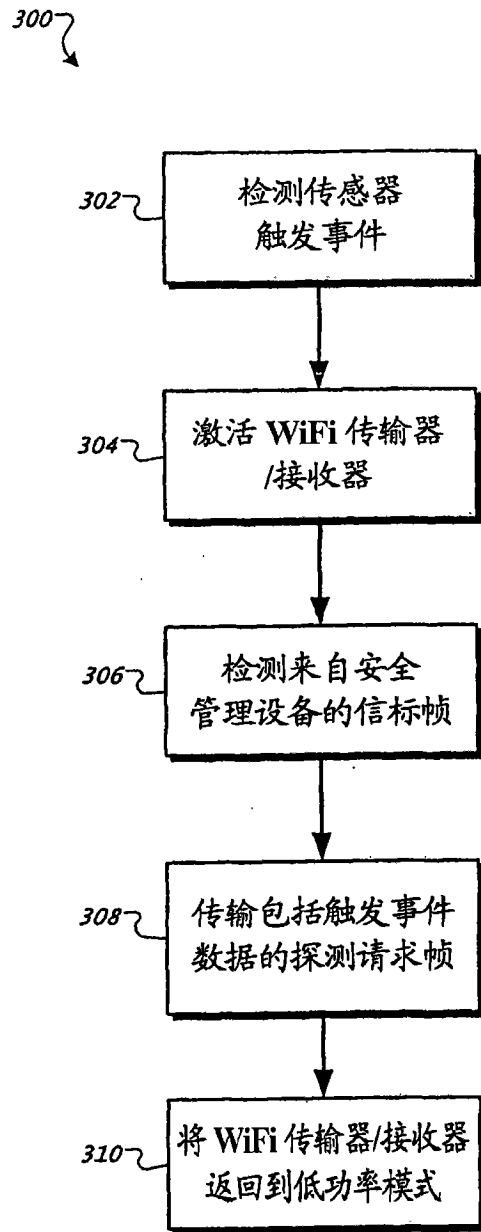 300
302
检测传感器
触发事件
304
激活 WiFi 传输器
/接收器
306
检测来自安全
管理设备的信标帧
308
传输包括触发事件
数据的探测请求帧
310
将 WiFi 传输器/接收器
返回到低功率模式